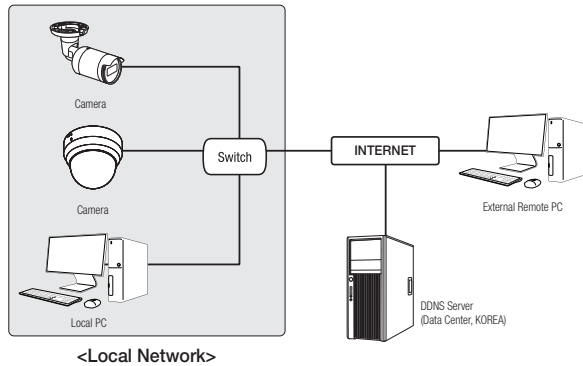 Camera
Camera
Switch
INTERNET
External Remote PC
Local PC
DDNS Server
(Data Center, KOREA)
<Local Network>